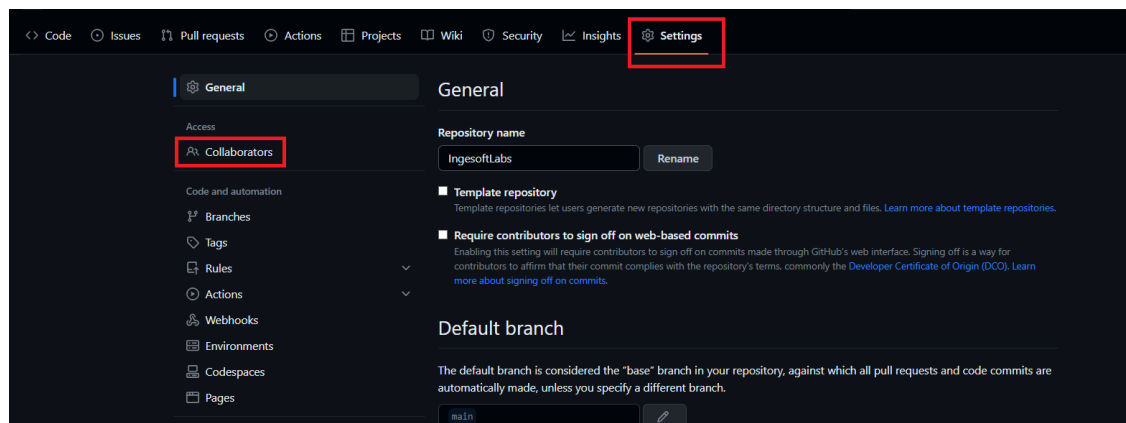 Code Issues Pull requests Actions Projects Wiki Security Insights Settings
General
Access
Collaborators
Code and automation
Branches
Tags
Rules
Actions
Webhooks
Environments
Codespaces
Pages
General
Repository name
IngesoftLabs Rename
Template repository
Template repositories let users generate new repositories with the same directory structure and files. Learn more about template repositories.
Require contributors to sign off on web-based commits
Enabling this setting will require contributors to sign off on commits made through GitHub's web interface. Signing off is a way for
contributors to affirm that their commit complies with the repository's terms, commonly the Developer Certificate of Origin (DCO). Learn
more about signing off on commits.
Default branch
The default branch is considered the "base" branch in your repository, against which all pull requests and code commits are
automatically made, unless you specify a different branch.
main